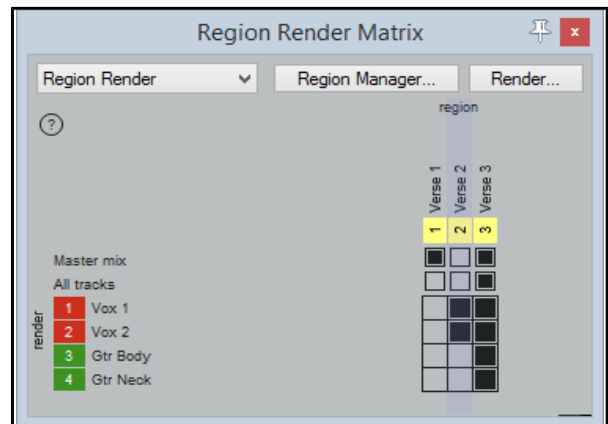 Region Render Matrix
x
Region Render
Region Manager...
Render...
?
region
Verse 1
Verse 2
Verse 3
1
2
3
Master mix
All tracks
render
1 Vox 1
2 Vox 2
3 Gtr Body
4 Gtr Neck